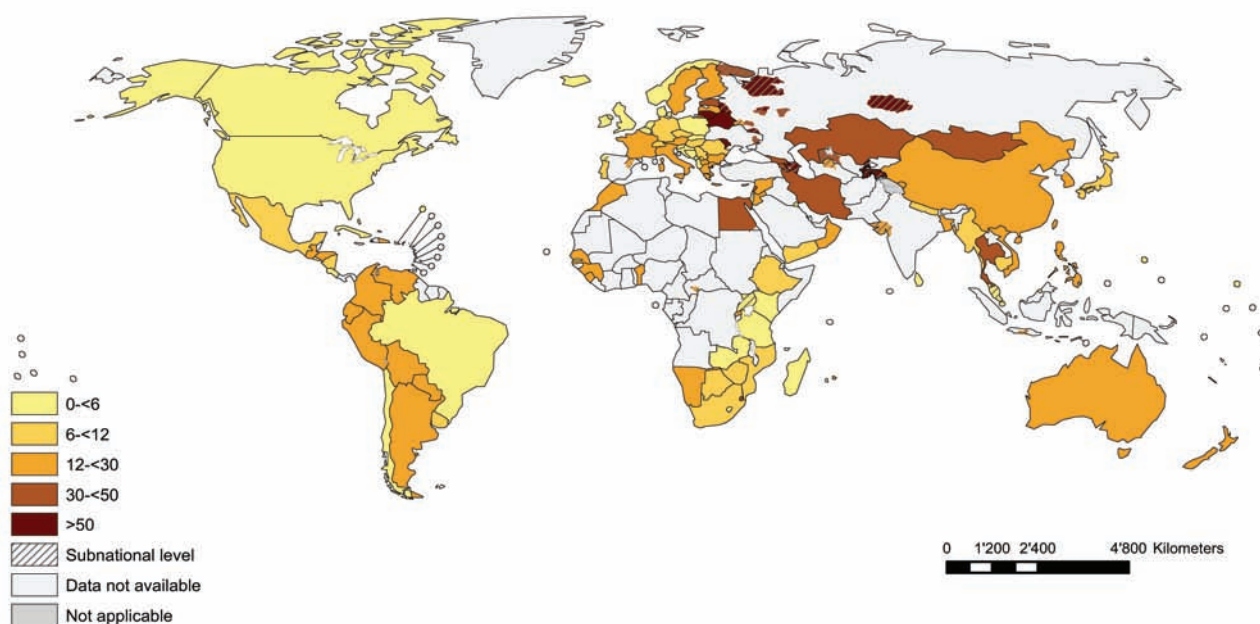 0-<6
6-<12
12-<30
30-<50
>50
Subnational level
Data not available
Not applicable
0 1'200 2'400 4'800 Kilometers